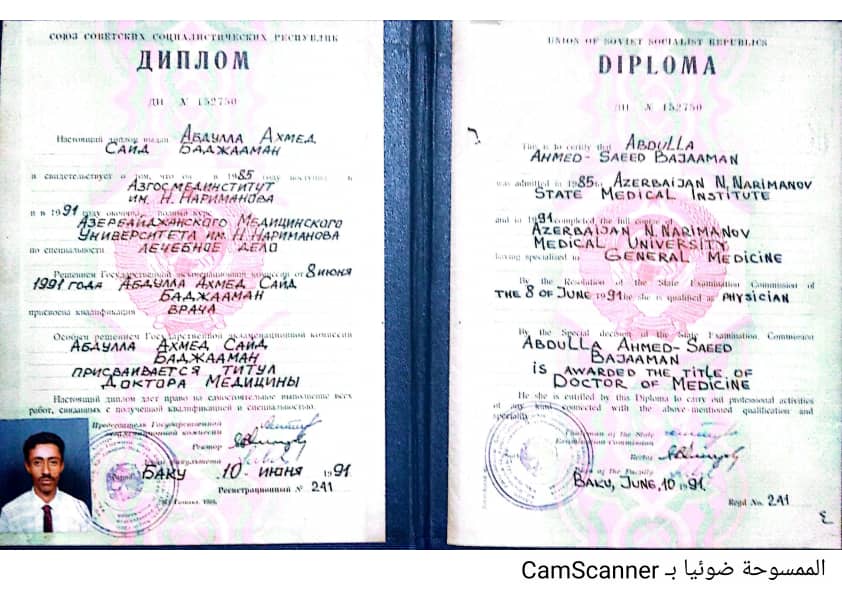 СОЮЗ СОВЕТСКИХ СОЦИАЛИСТИЧЕСКИХ РЕСПУБЛИК
ДИПЛОМ
№ 152750
Настоящий диплом выдан АБДУЛЛА АХМЕД
САИД БАДЖААМАН
в свидетельствует о том, что он в 1985 году поступил в
АЗГОСМЕДИНСТИТУТ
ИМ. Н. НАРИМАНОВА
и в 1991 году окончил полный курс
АЗЕРБАЙДЖАНСКОГО МЕДИЦИНСКОГО
УНИВЕРСИТЕТА ИМ. Н. НАРИМАНОВА
по специальности ЛЕЧЕБНОЕ ДЕЛО
Решением Государственной экзаменационной комиссии от 8 ИЮНЯ
1991 ГОДА АБДУЛЛА АХМЕД САИД
БАДЖААМАН
присвоена квалификация ВРАЧА
Особым решением Государственной экзаменационной комиссии
АБДУЛЛА АХМЕД САИД
БАДЖААМАН
ПРИСВАИВАЕТСЯ ТИТУЛ
ДОКТОРА МЕДИЦИНЫ
Настоящий диплом дает право на самостоятельное выполнение всех
работ, связанных с полученной квалификацией и специальностью.
Председатель Государственной
экзаменационной комиссии
Ректор
БАКУ 10 ИЮНЯ 1991
Регистрационный № 241
UNION OF SOVIET SOCIALIST REPUBLICS
DIPLOMA
№ 152750
This is to certify that ABDULLA
AHMED-SAEED BAJAAMAN
was admitted in 1985 to AZERBAIJAN N. NARIMANOV
STATE MEDICAL INSTITUTE
and in 1991 completed the full course of
AZERBAIJAN N. NARIMANOV
MEDICAL UNIVERSITY
having specialized in GENERAL MEDICINE
By the Resolution of the State Examination Commission of
THE 8 OF JUNE 1991 he/she is qualified as PHYSICIAN
By the Special decision of the State Examination Commission
ABDULLA AHMED-SAEED
BAJAAMAN
IS AWARDED THE TITLE OF
DOCTOR OF MEDICINE
He she is entitled by this Diploma to carry out professional activities
of any kind connected with the above-mentioned qualification and
speciality
Chairman of the State
Examination Commission
Rector
Dean of the Faculty
BAKU, JUNE, 10 1991
Regd No. 241
٤
الممسوحة ضوئيا بـ CamScanner